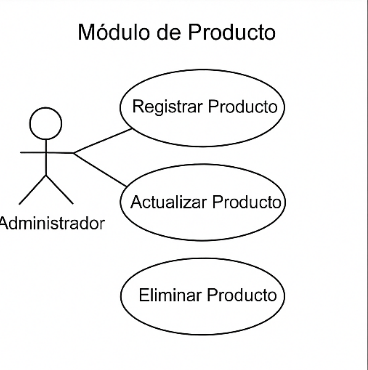 Módulo de Producto
Registrar Producto
Actualizar Producto
Administrador
Eliminar Producto